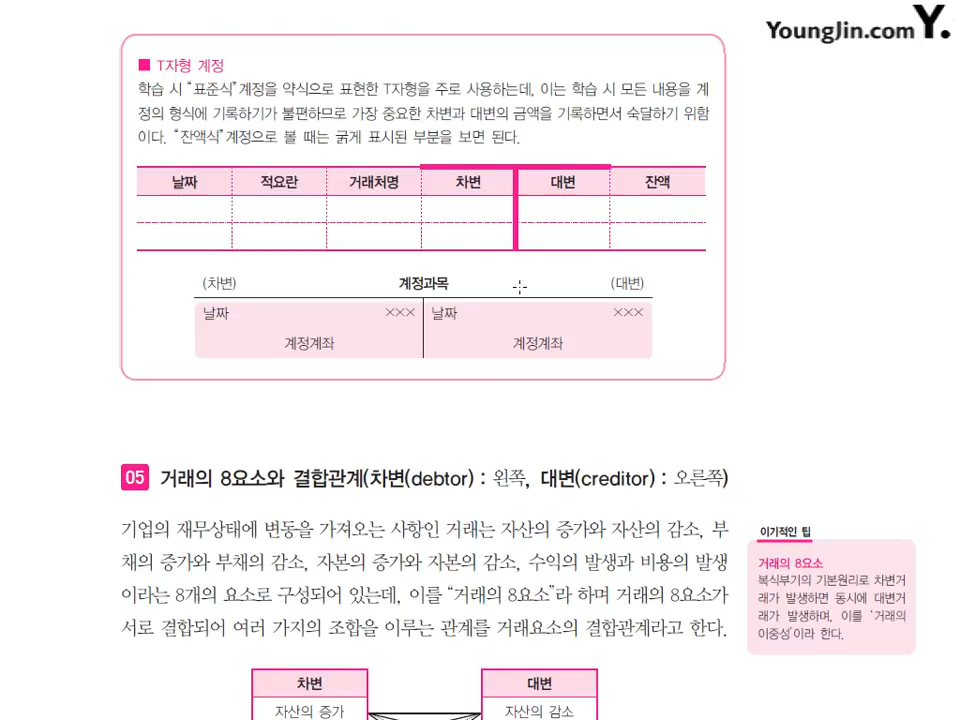 YoungJin.com Y.
■ T자형 계정
학습 시 “표준식”계정을 약식으로 표현한 T자형을 주로 사용하는데, 이는 학습 시 모든 내용을 계
정의 형식에 기록하기가 불편하므로 가장 중요한 차변과 대변의 금액을 기록하면서 숙달하기 위함
이다. “잔액식”계정으로 볼 때는 굵게 표시된 부분을 보면 된다.
날짜 적요란 거래처명 차변 대변 잔액
(차변) 계정과목 (대변)
날짜 ××× 날짜 ×××
계정계좌 계정계좌
05 거래의 8요소와 결합관계(차변(debtor) : 왼쪽, 대변(creditor) : 오른쪽)
기업의 재무상태에 변동을 가져오는 사항인 거래는 자산의 증가와 자산의 감소, 부
채의 증가와 부채의 감소, 자본의 증가와 자본의 감소, 수익의 발생과 비용의 발생
이라는 8개의 요소로 구성되어 있는데, 이를 “거래의 8요소”라 하며 거래의 8요소가
서로 결합되어 여러 가지의 조합을 이루는 관계를 거래요소의 결합관계라고 한다.
이기적인 팁
거래의 8요소
복식부기의 기본원리로 차변거
래가 발생하면 동시에 대변거
래가 발생하며, 이를 ‘거래의
이중성’이라 한다.
차변 대변
자산의 증가 자산의 감소